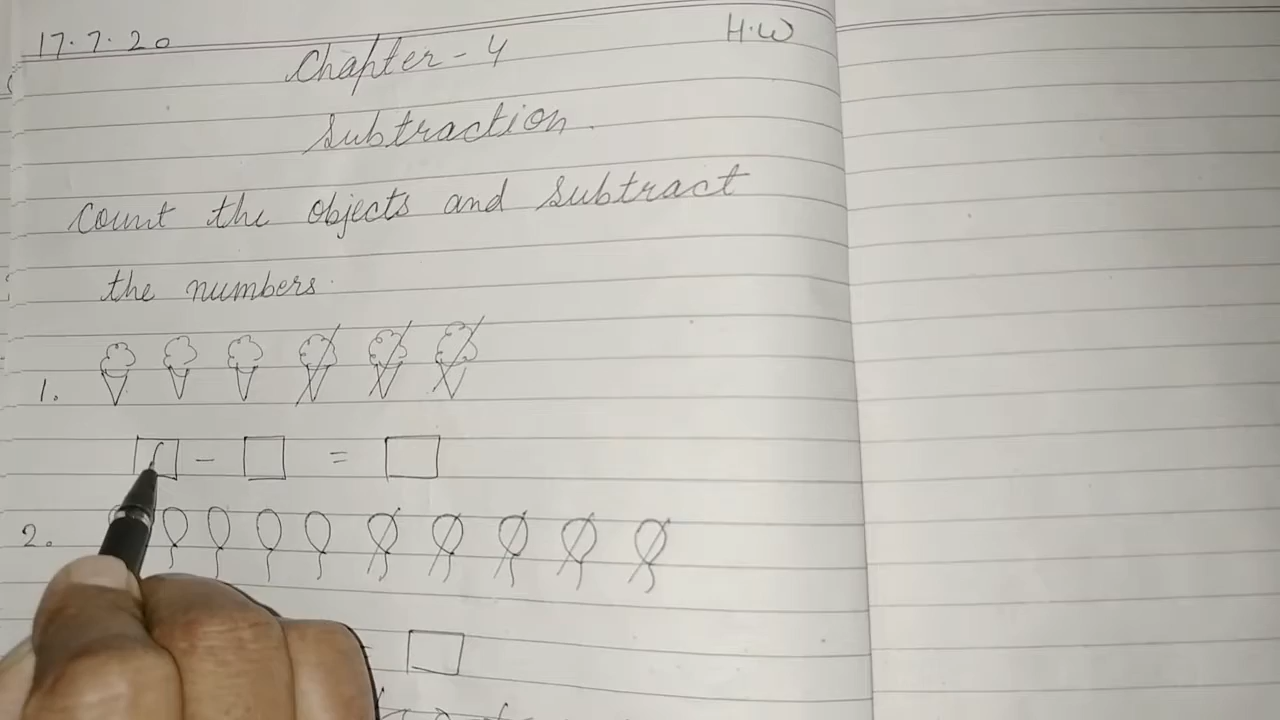 17.7.20 H.W
Chapter - 4
Subtraction.
Count the objects and subtract
the numbers.
1.
- =
2.